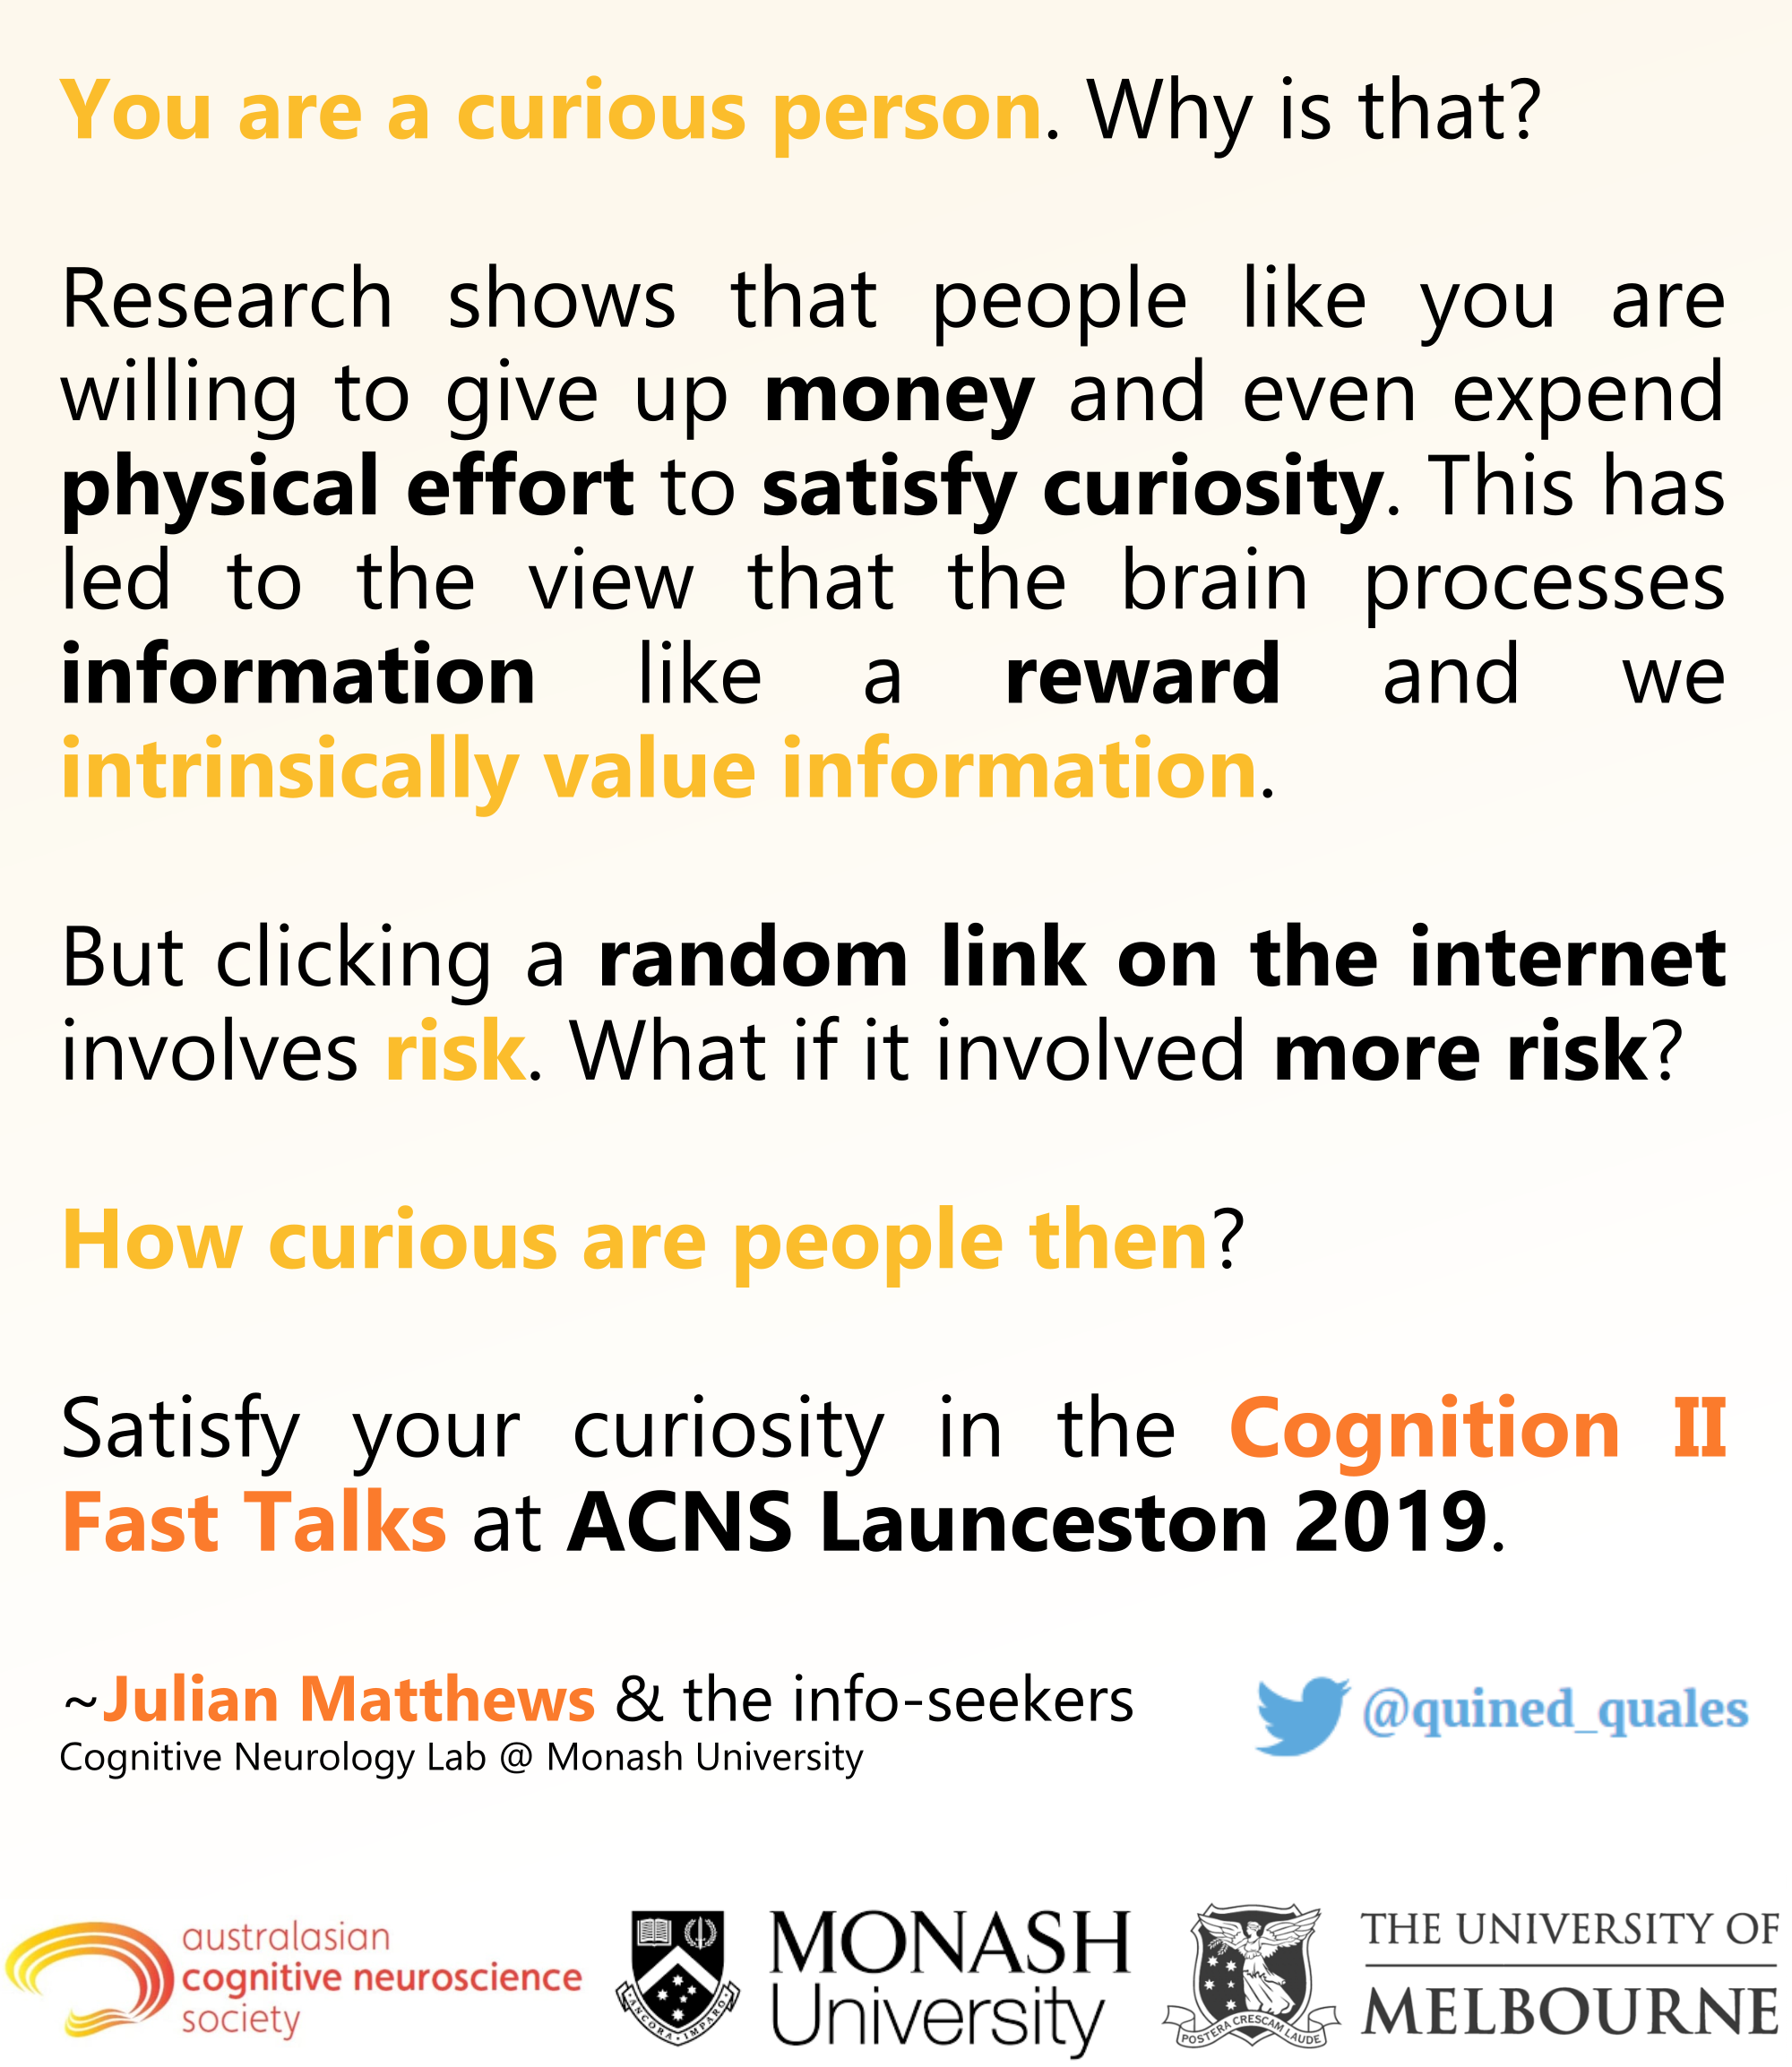 You are a curious person. Why is that?
Research shows that people like you are
willing to give up money and even expend
physical effort to satisfy curiosity. This has
led to the view that the brain processes
information like a reward and we
intrinsically value information.
But clicking a random link on the internet
involves risk. What if it involved more risk?
How curious are people then?
Satisfy your curiosity in the Cognition II
Fast Talks at ACNS Launceston 2019.
~Julian Matthews & the info-seekers
Cognitive Neurology Lab @ Monash University
@quined_quales
australasian
cognitive neuroscience
society
ANCORA IMPARO
MONASH
University
POSTERA CRESCAM LAUDE
THE UNIVERSITY OF
MELBOURNE